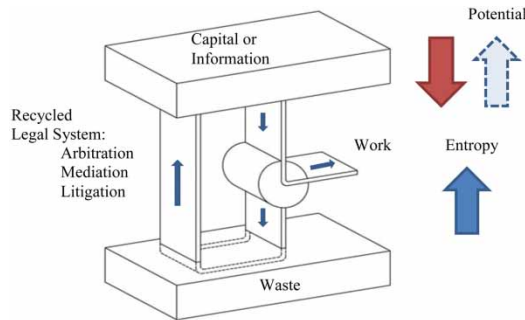 Potential
Capital or
Information
Recycled
Legal System:
Arbitration
Mediation
Litigation
Work
Entropy
Waste